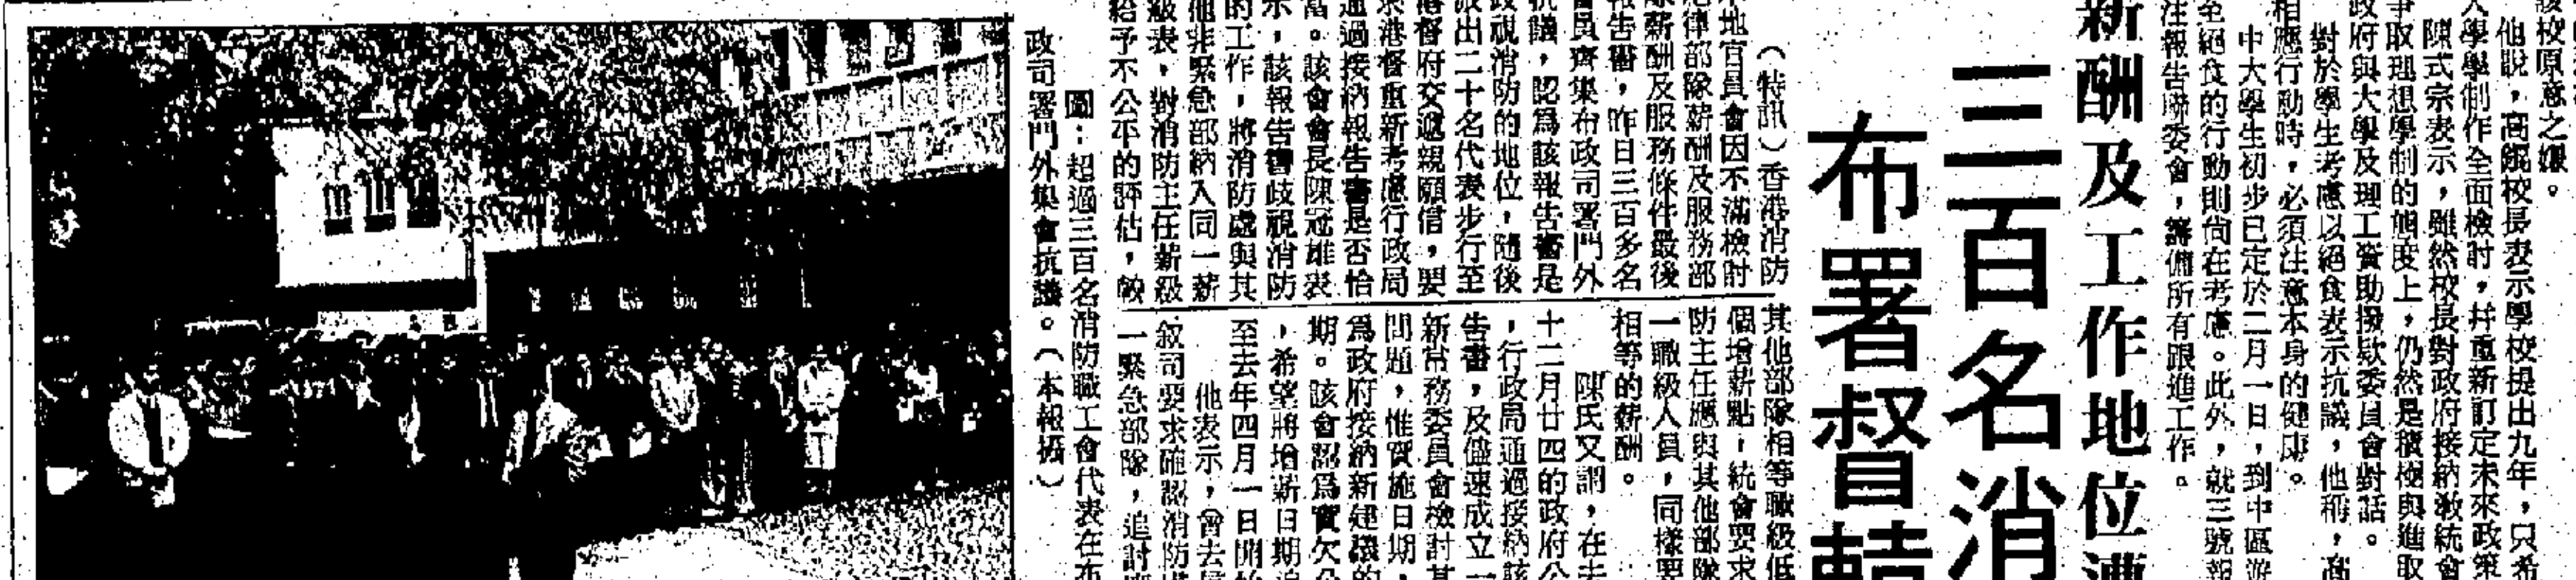 該校原意之嫌。
他說，高錕校長表示學校提出九年，只希
大學學制作全面檢討，幷重新訂定未來政策
陳式宗表示，雖然校長對政府接納敎統會
爭取理想學制的態度上，仍然是積極與進取
政府與大學及理工資助撥欵委員會對話。
對於學生考慮以絕食表示抗議，他稱，高
相應行動時，必須注意本身的健康。
中大學生初步已定於二月一日，到中區遊
至絕食的行動則尙在考慮。此外，就三號報
注報告聯委會，籌備所有跟進工作。
薪酬及工作地位遭
三百名消
布署督轅
（特訊）香港消防
地官員會因不滿檢討
紀律部隊薪酬及服務部
隊薪酬及服務條件最後
報告書，昨日三百多名
會員齊集布政司署門外
抗議，認爲該報告書是
歧視消防的地位，隨後
派出二十名代表步行至
港督府交遞親願信，要
求港督重新考慮行政局
通過接納報告書是否恰
當。該會會長陳冠雄表
示，該報告書歧視消防
的工作，將消防處與其
他非緊急部納入同一薪
級表，對消防主任薪級
給予不公平的評估，較
其他部隊相等職級低
個增薪點，統會要求
防主任應與其他部隊
一職級人員，同樣要
相等的薪酬。
陳氏又謂，在去
十二月廿四的政府公
，行政局通過接納該
告書，及儘速成立一
新常務委員會檢討其
問題，惟實施日期，
爲政府接納新建議的
期。該會認爲實欠公
，希望將增薪日期追
至去年四月一日開始
他表示，曾去
叙司要求確認消防
一緊急部隊，追討
圖：超過三百名消防職工會代表在布
政司署門外集會抗議。（本報攝）